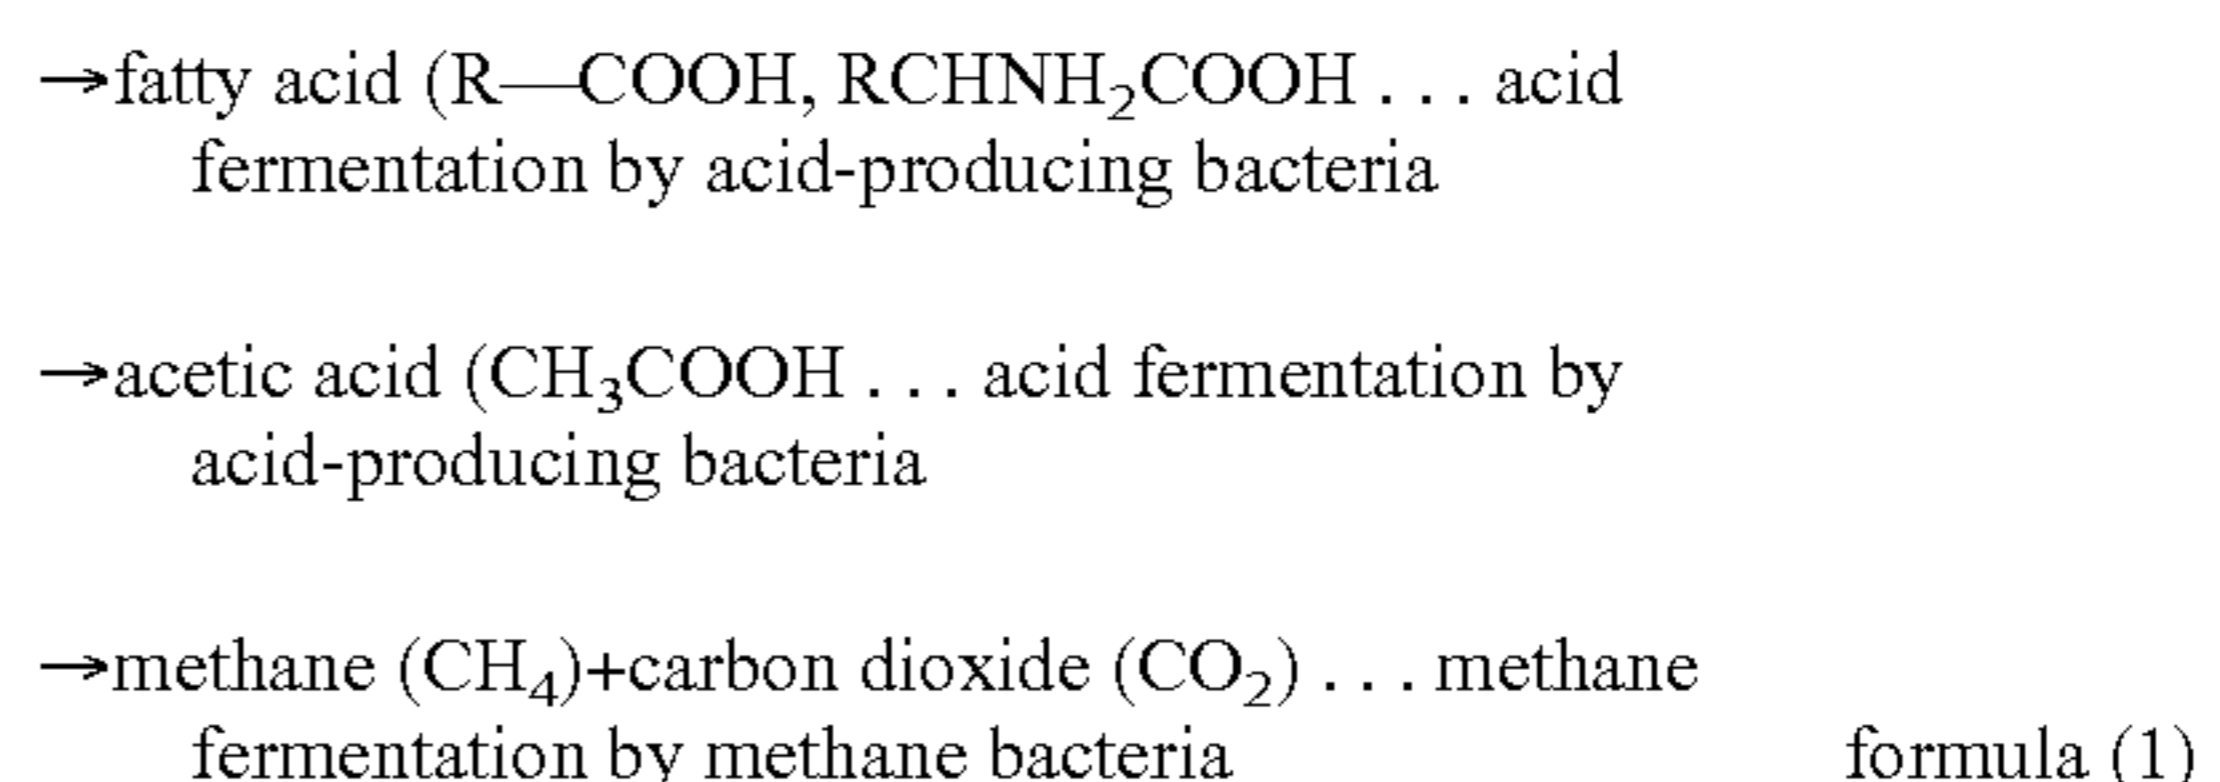 →fatty acid (R—COOH, RCHNH₂COOH . . . acid
fermentation by acid-producing bacteria
→acetic acid (CH₃COOH . . . acid fermentation by
acid-producing bacteria
→methane (CH₄)+carbon dioxide (CO₂) . . . methane
fermentation by methane bacteria formula (1)